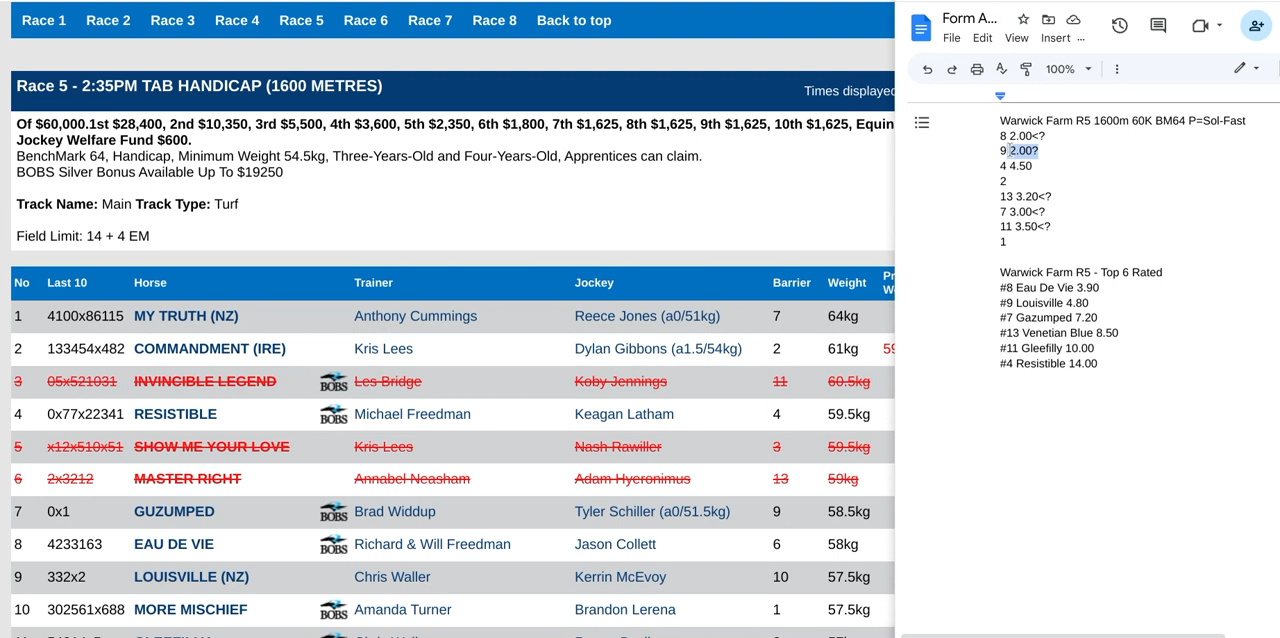 Race 1 Race 2 Race 3 Race 4 Race 5 Race 6 Race 7 Race 8 Back to top
Race 5 - 2:35PM TAB HANDICAP (1600 METRES)
Times displayed
Of $60,000.1st $28,400, 2nd $10,350, 3rd $5,500, 4th $3,600, 5th $2,350, 6th $1,800, 7th $1,625, 8th $1,625, 9th $1,625, 10th $1,625, Equin
Jockey Welfare Fund $600.
BenchMark 64, Handicap, Minimum Weight 54.5kg, Three-Years-Old and Four-Years-Old, Apprentices can claim.
BOBS Silver Bonus Available Up To $19250
Track Name: Main Track Type: Turf
Field Limit: 14 + 4 EM
No Last 10 Horse Trainer Jockey Barrier Weight
1 4100x86115 MY TRUTH (NZ) Anthony Cummings Reece Jones (a0/51kg) 7 64kg
2 133454x482 COMMANDMENT (IRE) Kris Lees Dylan Gibbons (a1.5/54kg) 2 61kg 59
3 05x521031 INVINCIBLE LEGEND BOBS Les Bridge Koby Jennings 11 60.5kg
4 0x77x22341 RESISTIBLE BOBS Michael Freedman Keagan Latham 4 59.5kg
5 x12x510x51 SHOW ME YOUR LOVE Kris Lees Nash Rawiller 3 59.5kg
6 2x3212 MASTER RIGHT Annabel Neasham Adam Hyeronimus 13 59kg
7 0x1 GUZUMPED BOBS Brad Widdup Tyler Schiller (a0/51.5kg) 9 58.5kg
8 4233163 EAU DE VIE BOBS Richard & Will Freedman Jason Collett 6 58kg
9 332x2 LOUISVILLE (NZ) Chris Waller Kerrin McEvoy 10 57.5kg
10 302561x688 MORE MISCHIEF BOBS Amanda Turner Brandon Lerena 1 57.5kg
Form A...
File Edit View Insert ...
100%
Warwick Farm R5 1600m 60K BM64 P=Sol-Fast
8 2.00<?
9 2.00?
4 4.50
2
13 3.20<?
7 3.00<?
11 3.50<?
1
Warwick Farm R5 - Top 6 Rated
#8 Eau De Vie 3.90
#9 Louisville 4.80
#7 Gazumped 7.20
#13 Venetian Blue 8.50
#11 Gleefilly 10.00
#4 Resistible 14.00